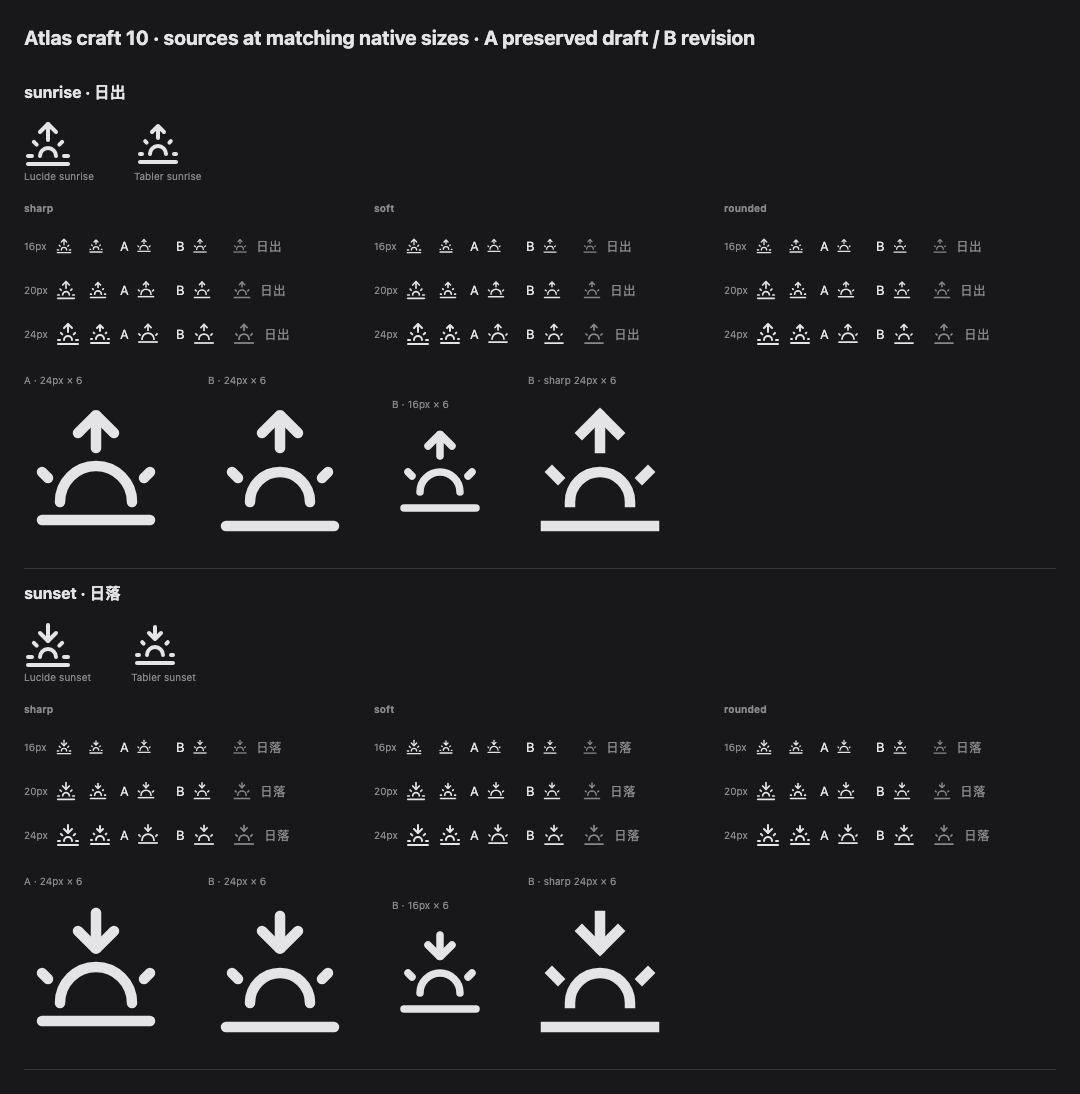 Atlas craft 10 · sources at matching native sizes · A preserved draft / B revision
sunrise · 日出
Lucide sunrise
Tabler sunrise
sharp
soft
rounded
16px A B 日出
16px A B 日出
16px A B 日出
20px A B 日出
20px A B 日出
20px A B 日出
24px A B 日出
24px A B 日出
24px A B 日出
A · 24px × 6
B · 24px × 6
B · 16px × 6
B · sharp 24px × 6
sunset · 日落
Lucide sunset
Tabler sunset
sharp
soft
rounded
16px A B 日落
16px A B 日落
16px A B 日落
20px A B 日落
20px A B 日落
20px A B 日落
24px A B 日落
24px A B 日落
24px A B 日落
A · 24px × 6
B · 24px × 6
B · 16px × 6
B · sharp 24px × 6